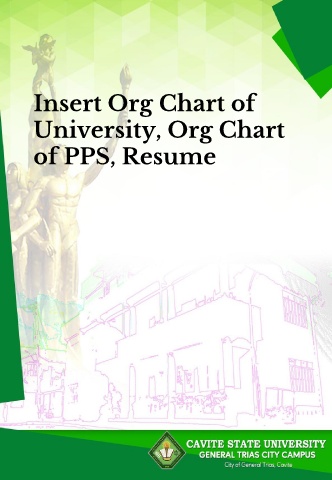 Insert Org Chart of
University, Org Chart
of PPS, Resume
CAVITE STATE UNIVERSITY
GENERAL TRIAS CITY CAMPUS
City of General Trias, Cavite